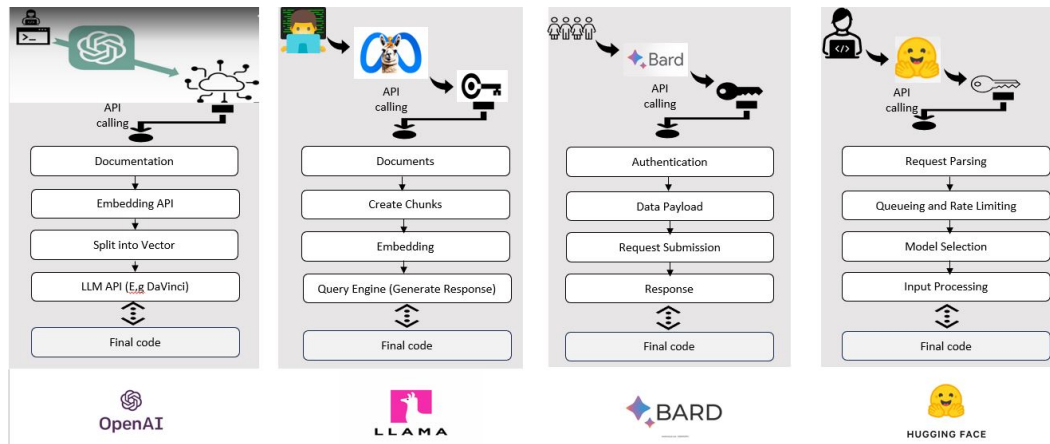 >_
API
calling
Documentation
Embedding API
Split into Vector
LLM API (E,g DaVinci)
Final code
OpenAI
API
calling
Documents
Create Chunks
Embedding
Query Engine (Generate Response)
Final code
LLAMA
Bard
API
calling
Authentication
Data Payload
Request Submission
Response
Final code
BARD
</>
API
calling
Request Parsing
Queueing and Rate Limiting
Model Selection
Input Processing
Final code
HUGGING FACE